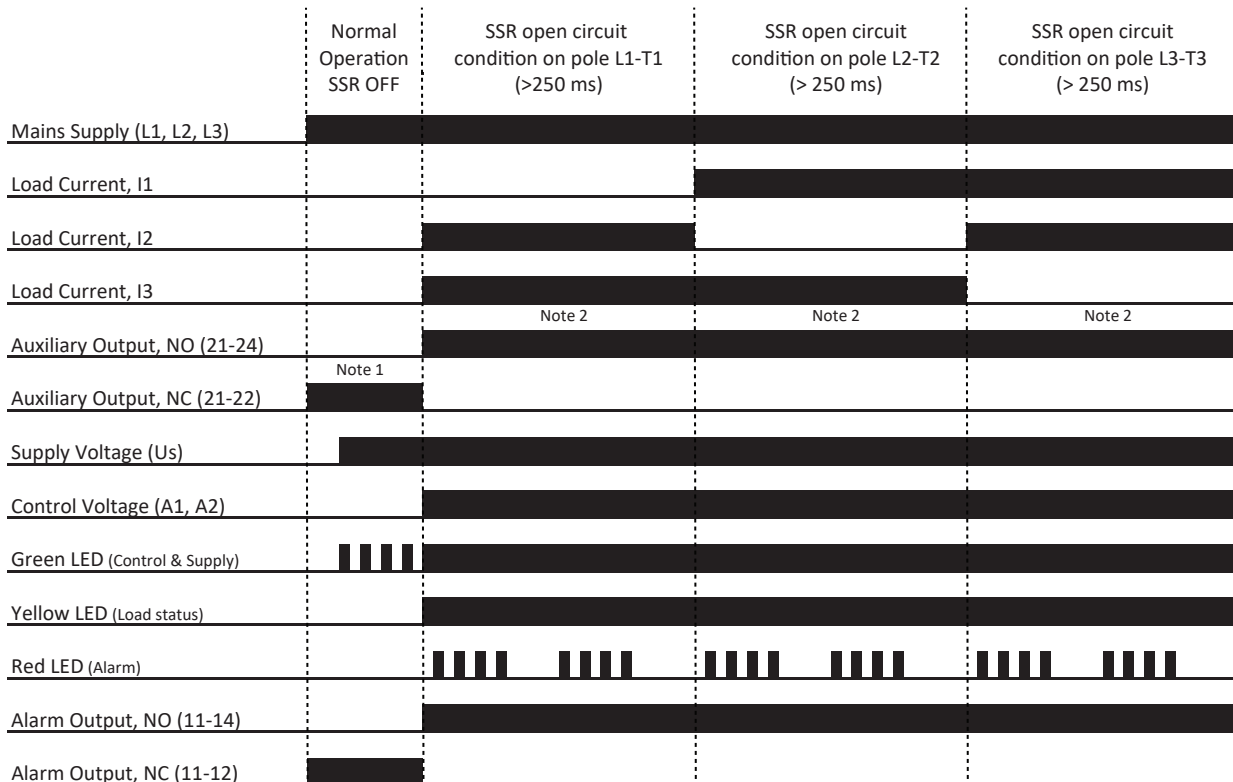 Normal
Operation
SSR OFF
SSR open circuit
condition on pole L1-T1
(>250 ms)
SSR open circuit
condition on pole L2-T2
(> 250 ms)
SSR open circuit
condition on pole L3-T3
(> 250 ms)
Mains Supply (L1, L2, L3)
Load Current, I1
Load Current, I2
Load Current, I3
Note 2
Note 2
Note 2
Auxiliary Output, NO (21-24)
Note 1
Auxiliary Output, NC (21-22)
Supply Voltage (Us)
Control Voltage (A1, A2)
Green LED (Control & Supply)
Yellow LED (Load status)
Red LED (Alarm)
Alarm Output, NO (11-14)
Alarm Output, NC (11-12)